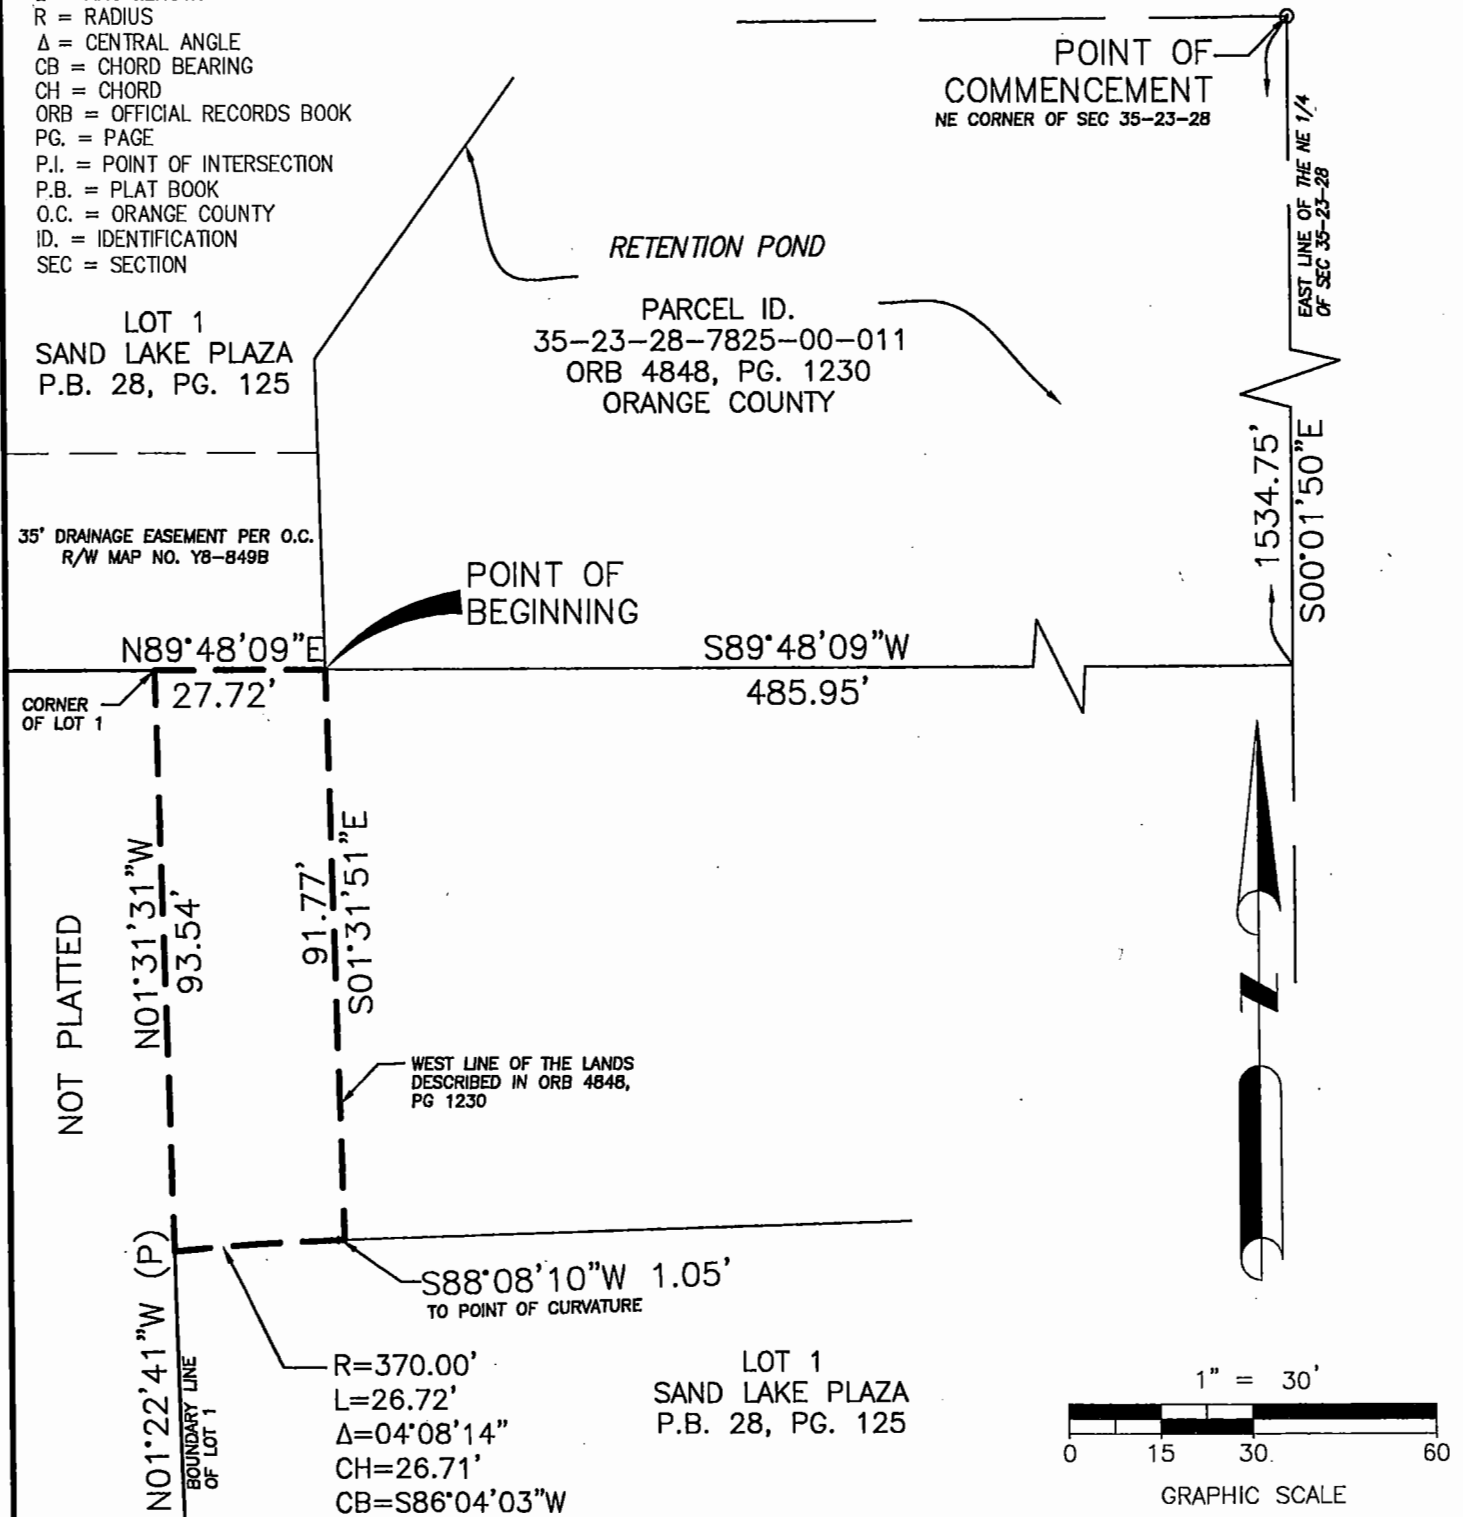 R = RADIUS
Δ = CENTRAL ANGLE
CB = CHORD BEARING
CH = CHORD
ORB = OFFICIAL RECORDS BOOK
PG. = PAGE
P.I. = POINT OF INTERSECTION
P.B. = PLAT BOOK
O.C. = ORANGE COUNTY
ID. = IDENTIFICATION
SEC = SECTION
POINT OF
COMMENCEMENT
NE CORNER OF SEC 35-23-28
EAST LINE OF THE NE 1/4
OF SEC 35-23-28
RETENTION POND
PARCEL ID.
35-23-28-7825-00-011
ORB 4848, PG. 1230
ORANGE COUNTY
LOT 1
SAND LAKE PLAZA
P.B. 28, PG. 125
35' DRAINAGE EASEMENT PER O.C.
R/W MAP NO. Y8-849B
1534.75'
S00°01'50"E
POINT OF
BEGINNING
N89°48'09"E
27.72'
S89°48'09"W
485.95'
CORNER
OF LOT 1
NOT PLATTED
N01°31'31"W
93.54'
91.77'
S01°31'51"E
WEST LINE OF THE LANDS
DESCRIBED IN ORB 4848,
PG 1230
N
S88°08'10"W 1.05'
TO POINT OF CURVATURE
N01°22'41"W (P)
BOUNDARY LINE
OF LOT 1
R=370.00'
L=26.72'
Δ=04°08'14"
CH=26.71'
CB=S86°04'03"W
LOT 1
SAND LAKE PLAZA
P.B. 28, PG. 125
1" = 30'
0 15 30 60
GRAPHIC SCALE